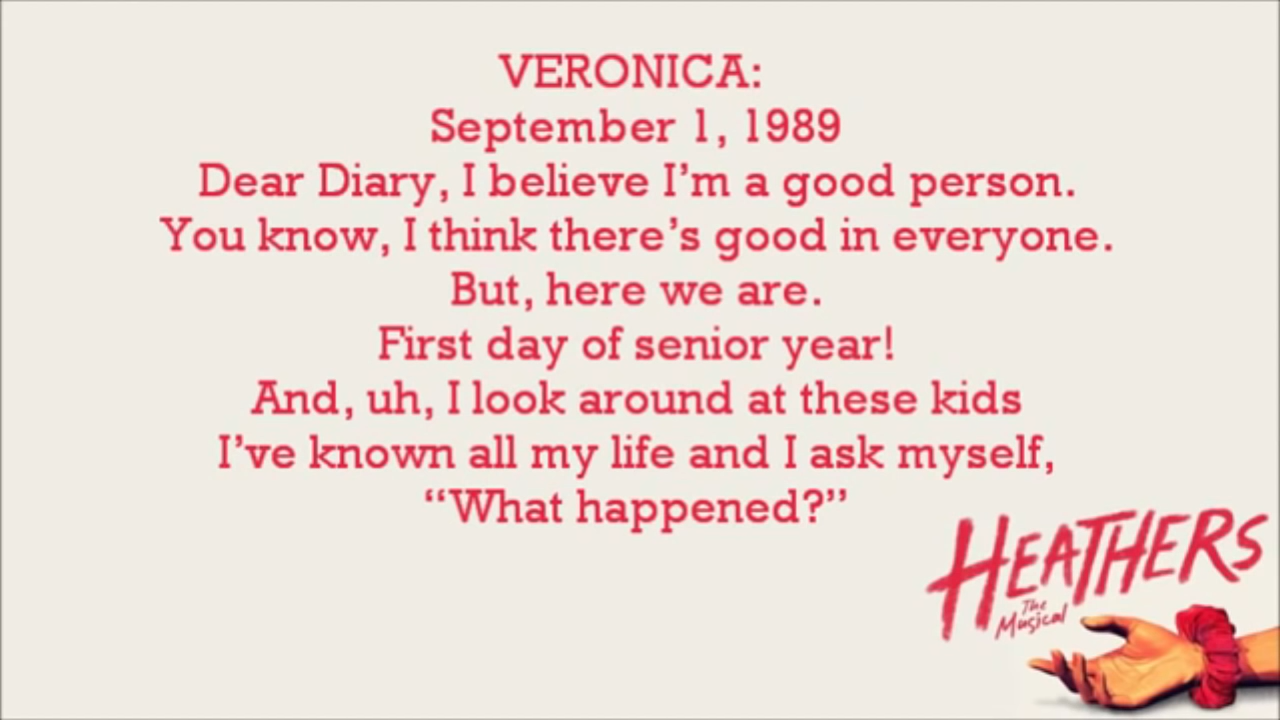 VERONICA:
September 1, 1989
Dear Diary, I believe I’m a good person.
You know, I think there’s good in everyone.
But, here we are.
First day of senior year!
And, uh, I look around at these kids
I’ve known all my life and I ask myself,
“What happened?”
HEATHERS
The
Musical